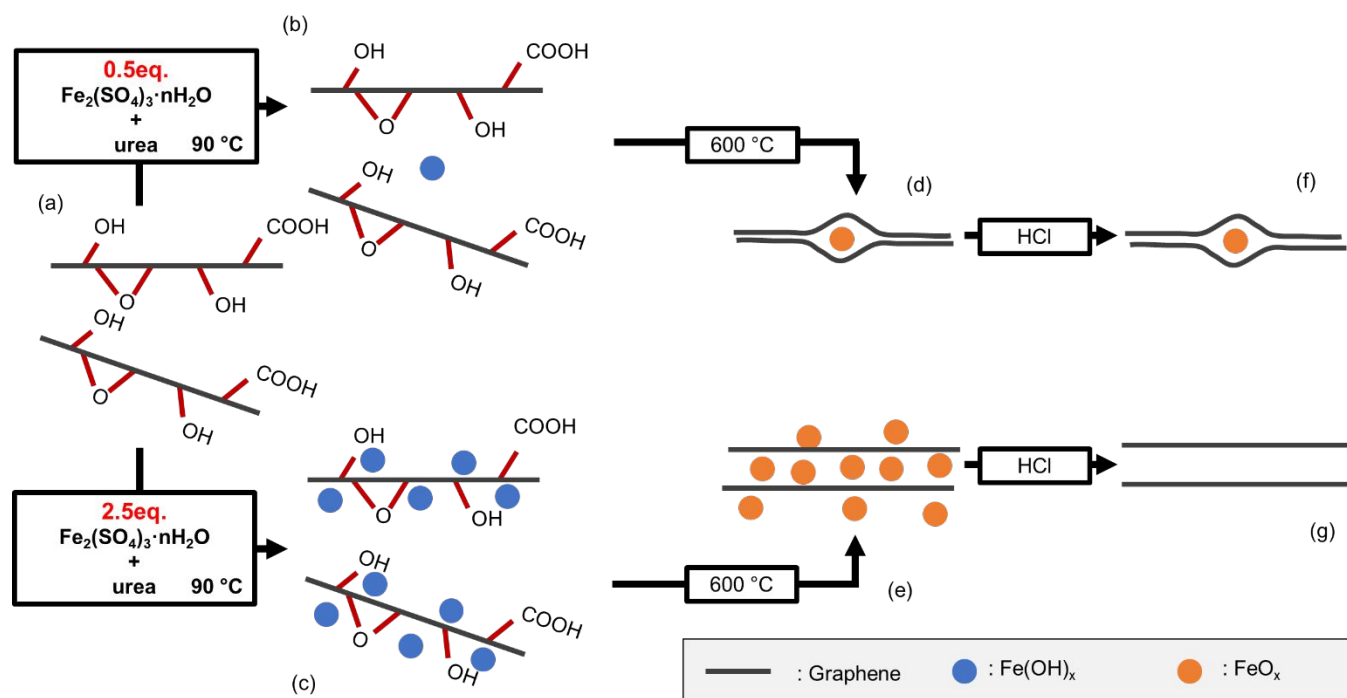 (b)
0.5eq.
Fe₂(SO₄)₃·nH₂O
+
urea 90 °C
OH
COOH
O
OH
600 °C
(d)
(f)
HCl
OH
COOH
O
OH
(a)
OH
COOH
O
OH
OH
COOH
O
OH
2.5eq.
Fe₂(SO₄)₃·nH₂O
+
urea 90 °C
OH
COOH
O
OH
HCl
(g)
OH
COOH
O
OH
600 °C
(e)
(c)
: Graphene
: Fe(OH)ₓ
: FeOₓ